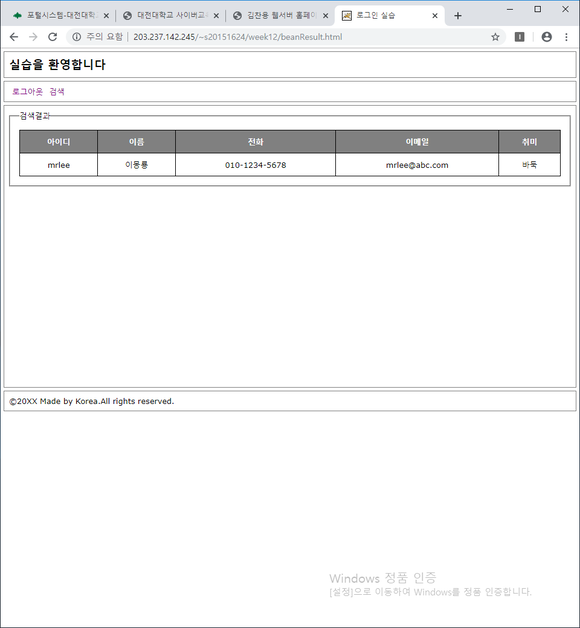 포털시스템-대전대학
대전대학교 사이버교
김찬용 웹서버 홈페이
로그인 실습
주의 요함 | 203.237.142.245/~s20151624/week12/beanResult.html
실습을 환영합니다
로그아웃 검색
검색결과
아이디 이름 전화 이메일 취미
mrlee 이몽룡 010-1234-5678 mrlee@abc.com 바둑
©20XX Made by Korea.All rights reserved.
Windows 정품 인증
[설정]으로 이동하여 Windows를 정품 인증합니다.